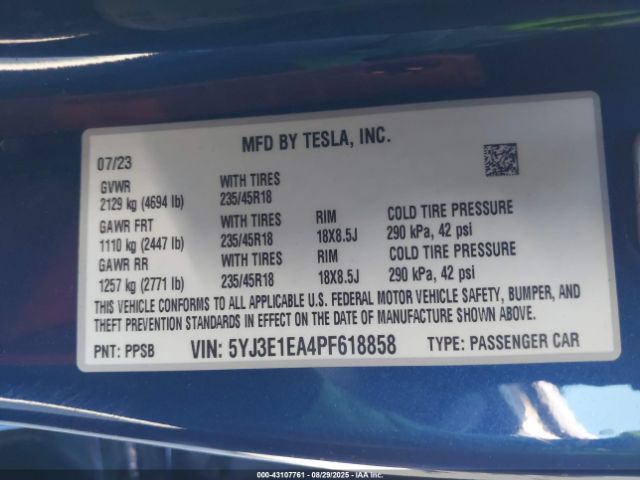 MFD BY TESLA, INC.
07/23
GVWR WITH TIRES
2129 kg (4694 lb) 235/45R18
GAWR FRT WITH TIRES RIM COLD TIRE PRESSURE
1110 kg (2447 lb) 235/45R18 18X8.5J 290 kPa, 42 psi
GAWR RR WITH TIRES RIM COLD TIRE PRESSURE
1257 kg (2771 lb) 235/45R18 18X8.5J 290 kPa, 42 psi
THIS VEHICLE CONFORMS TO ALL APPLICABLE U.S. FEDERAL MOTOR VEHICLE SAFETY, BUMPER, AND
THEFT PREVENTION STANDARDS IN EFFECT ON THE DATE OF MANUFACTURE SHOWN ABOVE.
PNT: PPSB VIN: 5YJ3E1EA4PF618858 TYPE: PASSENGER CAR
000-43107761 - 08/29/2025 - IAA Inc.